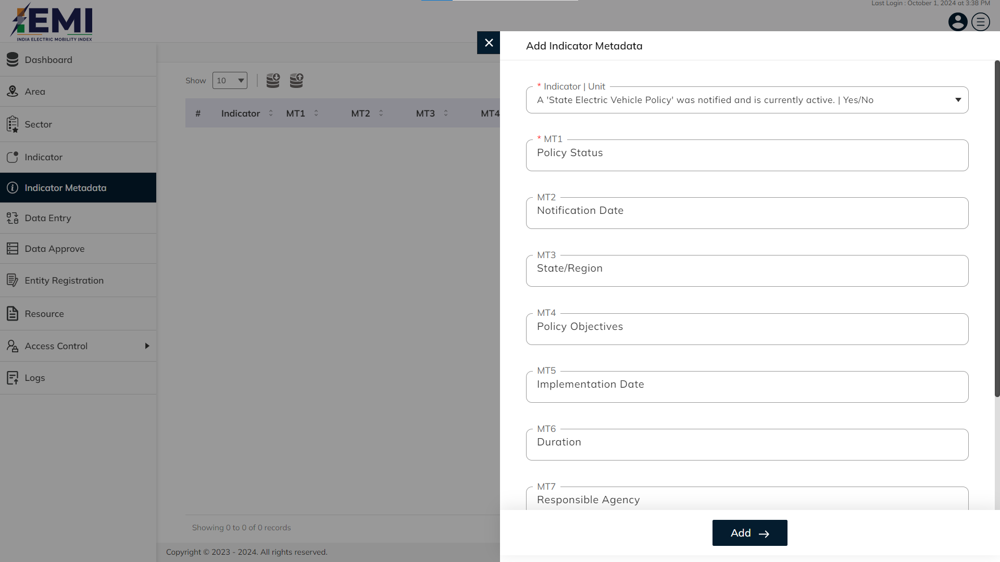 Last Login : October 1, 2024 at 3:38 PM
EMI
INDIA ELECTRIC MOBILITY INDEX
Dashboard
Area
Sector
Indicator
Indicator Metadata
Data Entry
Data Approve
Entity Registration
Resource
Access Control
Logs
Show 10
# Indicator MT1 MT2 MT3 MT4
Showing 0 to 0 of 0 records
Copyright © 2023 - 2024. All rights reserved.
Add Indicator Metadata
* Indicator | Unit
A 'State Electric Vehicle Policy' was notified and is currently active. | Yes/No
* MT1
Policy Status
MT2
Notification Date
MT3
State/Region
MT4
Policy Objectives
MT5
Implementation Date
MT6
Duration
MT7
Responsible Agency
Add